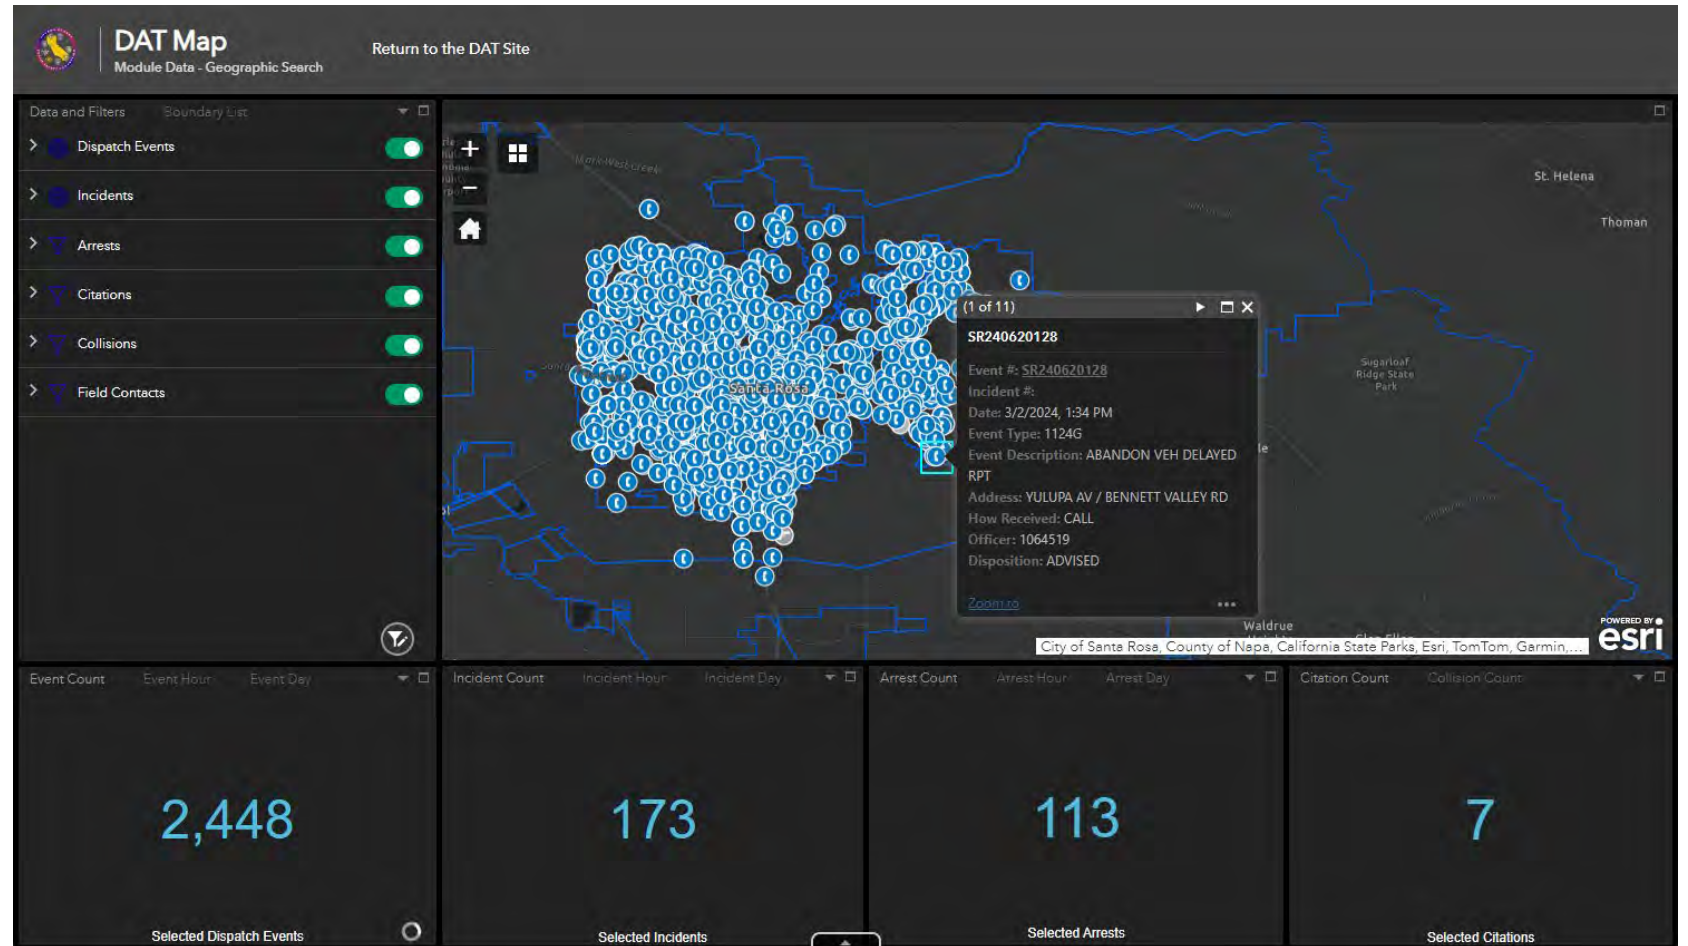 DAT Map
Module Data - Geographic Search
Return to the DAT Site
Data and Filters
Boundary List
Dispatch Events
Incidents
Arrests
Citations
Collisions
Field Contacts
Mark West Creek
St. Helena
Thoman
Santa Rosa
Sugarloaf
Ridge State
Park
(1 of 11)
SR240620128
Event #: SR240620128
Incident #:
Date: 3/2/2024, 1:34 PM
Event Type: 1124G
Event Description: ABANDON VEH DELAYED
RPT
Address: YULUPA AV / BENNETT VALLEY RD
How Received: CALL
Officer: 1064519
Disposition: ADVISED
Zoom to
Waldrue
City of Santa Rosa, County of Napa, California State Parks, Esri, TomTom, Garmin,...
POWERED BY
esri
Event Count
Event Hour
Event Day
2,448
Selected Dispatch Events
Incident Count
Incident Hour
Incident Day
173
Selected Incidents
Arrest Count
Arrest Hour
Arrest Day
113
Selected Arrests
Citation Count
Collision Count
7
Selected Citations